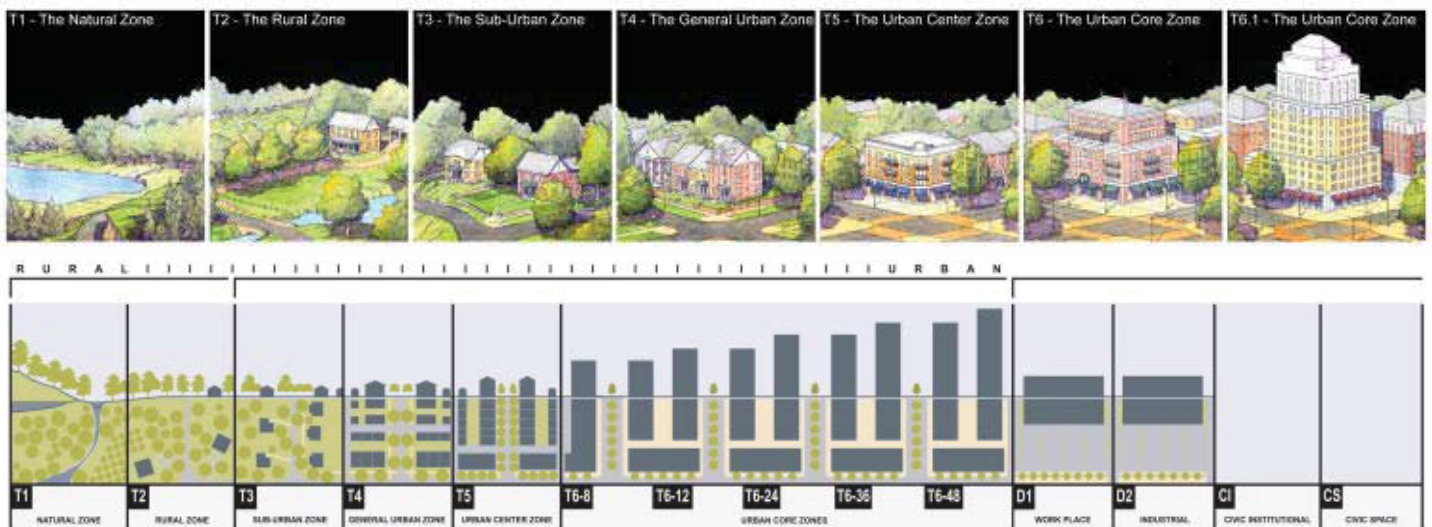 T1 - The Natural Zone
T2 - The Rural Zone
T3 - The Sub-Urban Zone
T4 - The General Urban Zone
T5 - The Urban Center Zone
T6 - The Urban Core Zone
T6.1 - The Urban Core Zone
R U R A L I I I I I I I I I I I I I I I I I I I I I I I I I I I I I I I I I I I U R B A N
T1
T2
T3
T4
T5
T6-8
T6-12
T6-24
T6-36
T6-48
D1
D2
CI
CS
NATURAL ZONE
RURAL ZONE
SUB-URBAN ZONE
GENERAL URBAN ZONE
URBAN CENTER ZONE
URBAN CORE ZONES
WORK PLACE
INDUSTRIAL
CIVIC INSTITUTIONAL
CIVIC SPACE